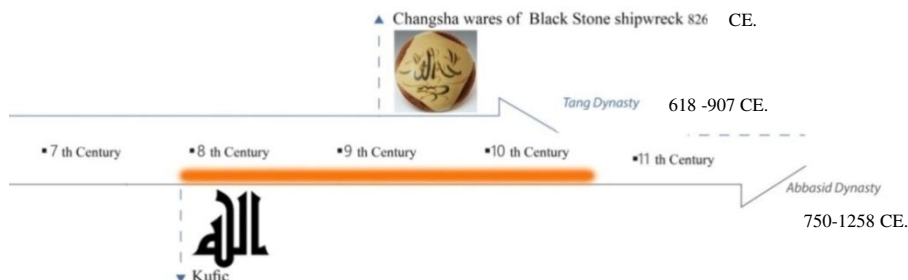 Changsha wares of Black Stone shipwreck 826 CE.
Tang Dynasty 618 -907 CE.
7 th Century 8 th Century 9 th Century 10 th Century 11 th Century
Abbasid Dynasty
750-1258 CE.
الله
Kufic